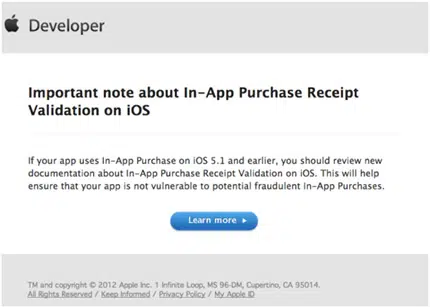 Developer
Important note about In-App Purchase Receipt
Validation on iOS
If your app uses In-App Purchase on iOS 5.1 and earlier, you should review new
documentation about In-App Purchase Receipt Validation on iOS. This will help
ensure that your app is not vulnerable to potential fraudulent In-App Purchases.
Learn more
TM and copyright © 2012 Apple Inc. 1 Infinite Loop, MS 96-DM, Cupertino, CA 95014.
All Rights Reserved / Keep Informed / Privacy Policy / My Apple ID